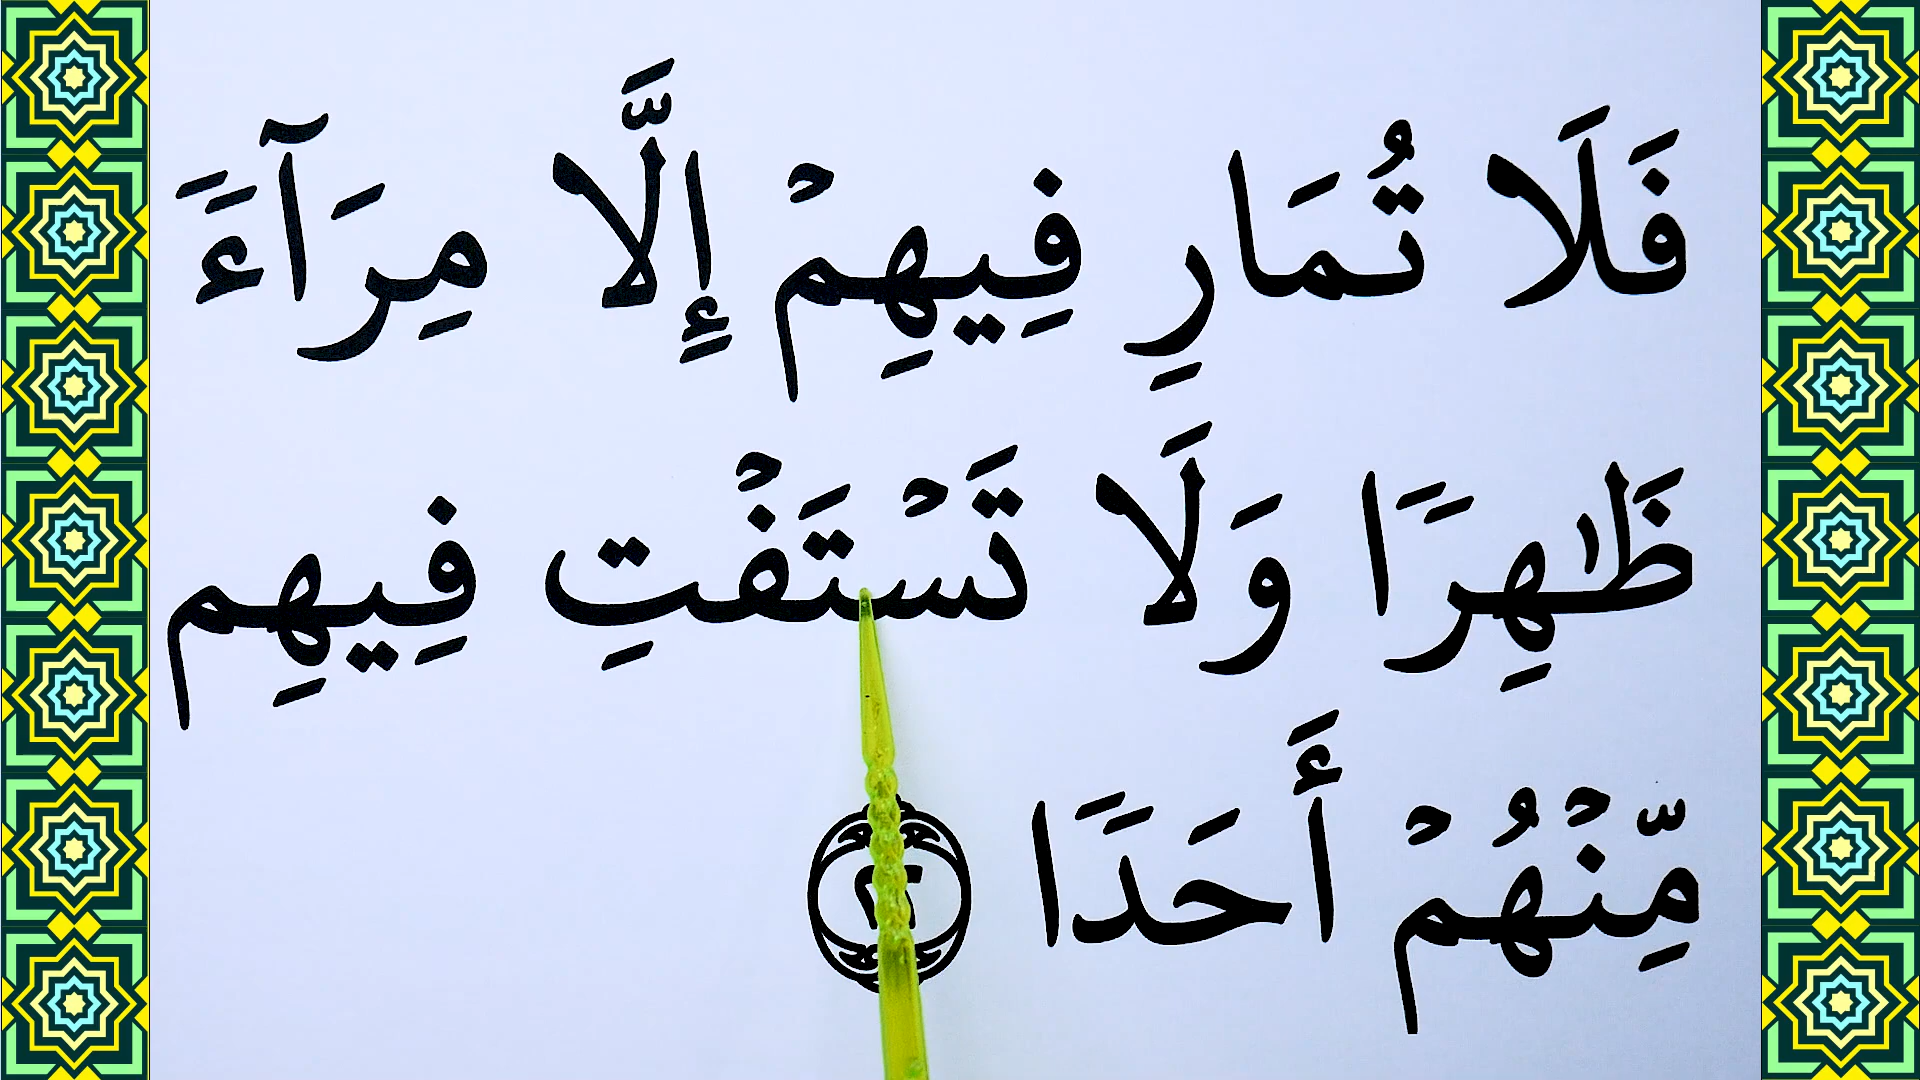 فَلَا تُمَارِ فِيهِمْ إِلَّا مِرَآءً
ظَٰهِرًا وَلَا تَسْتَفْتِ فِيهِم
مِّنْهُمْ أَحَدًا